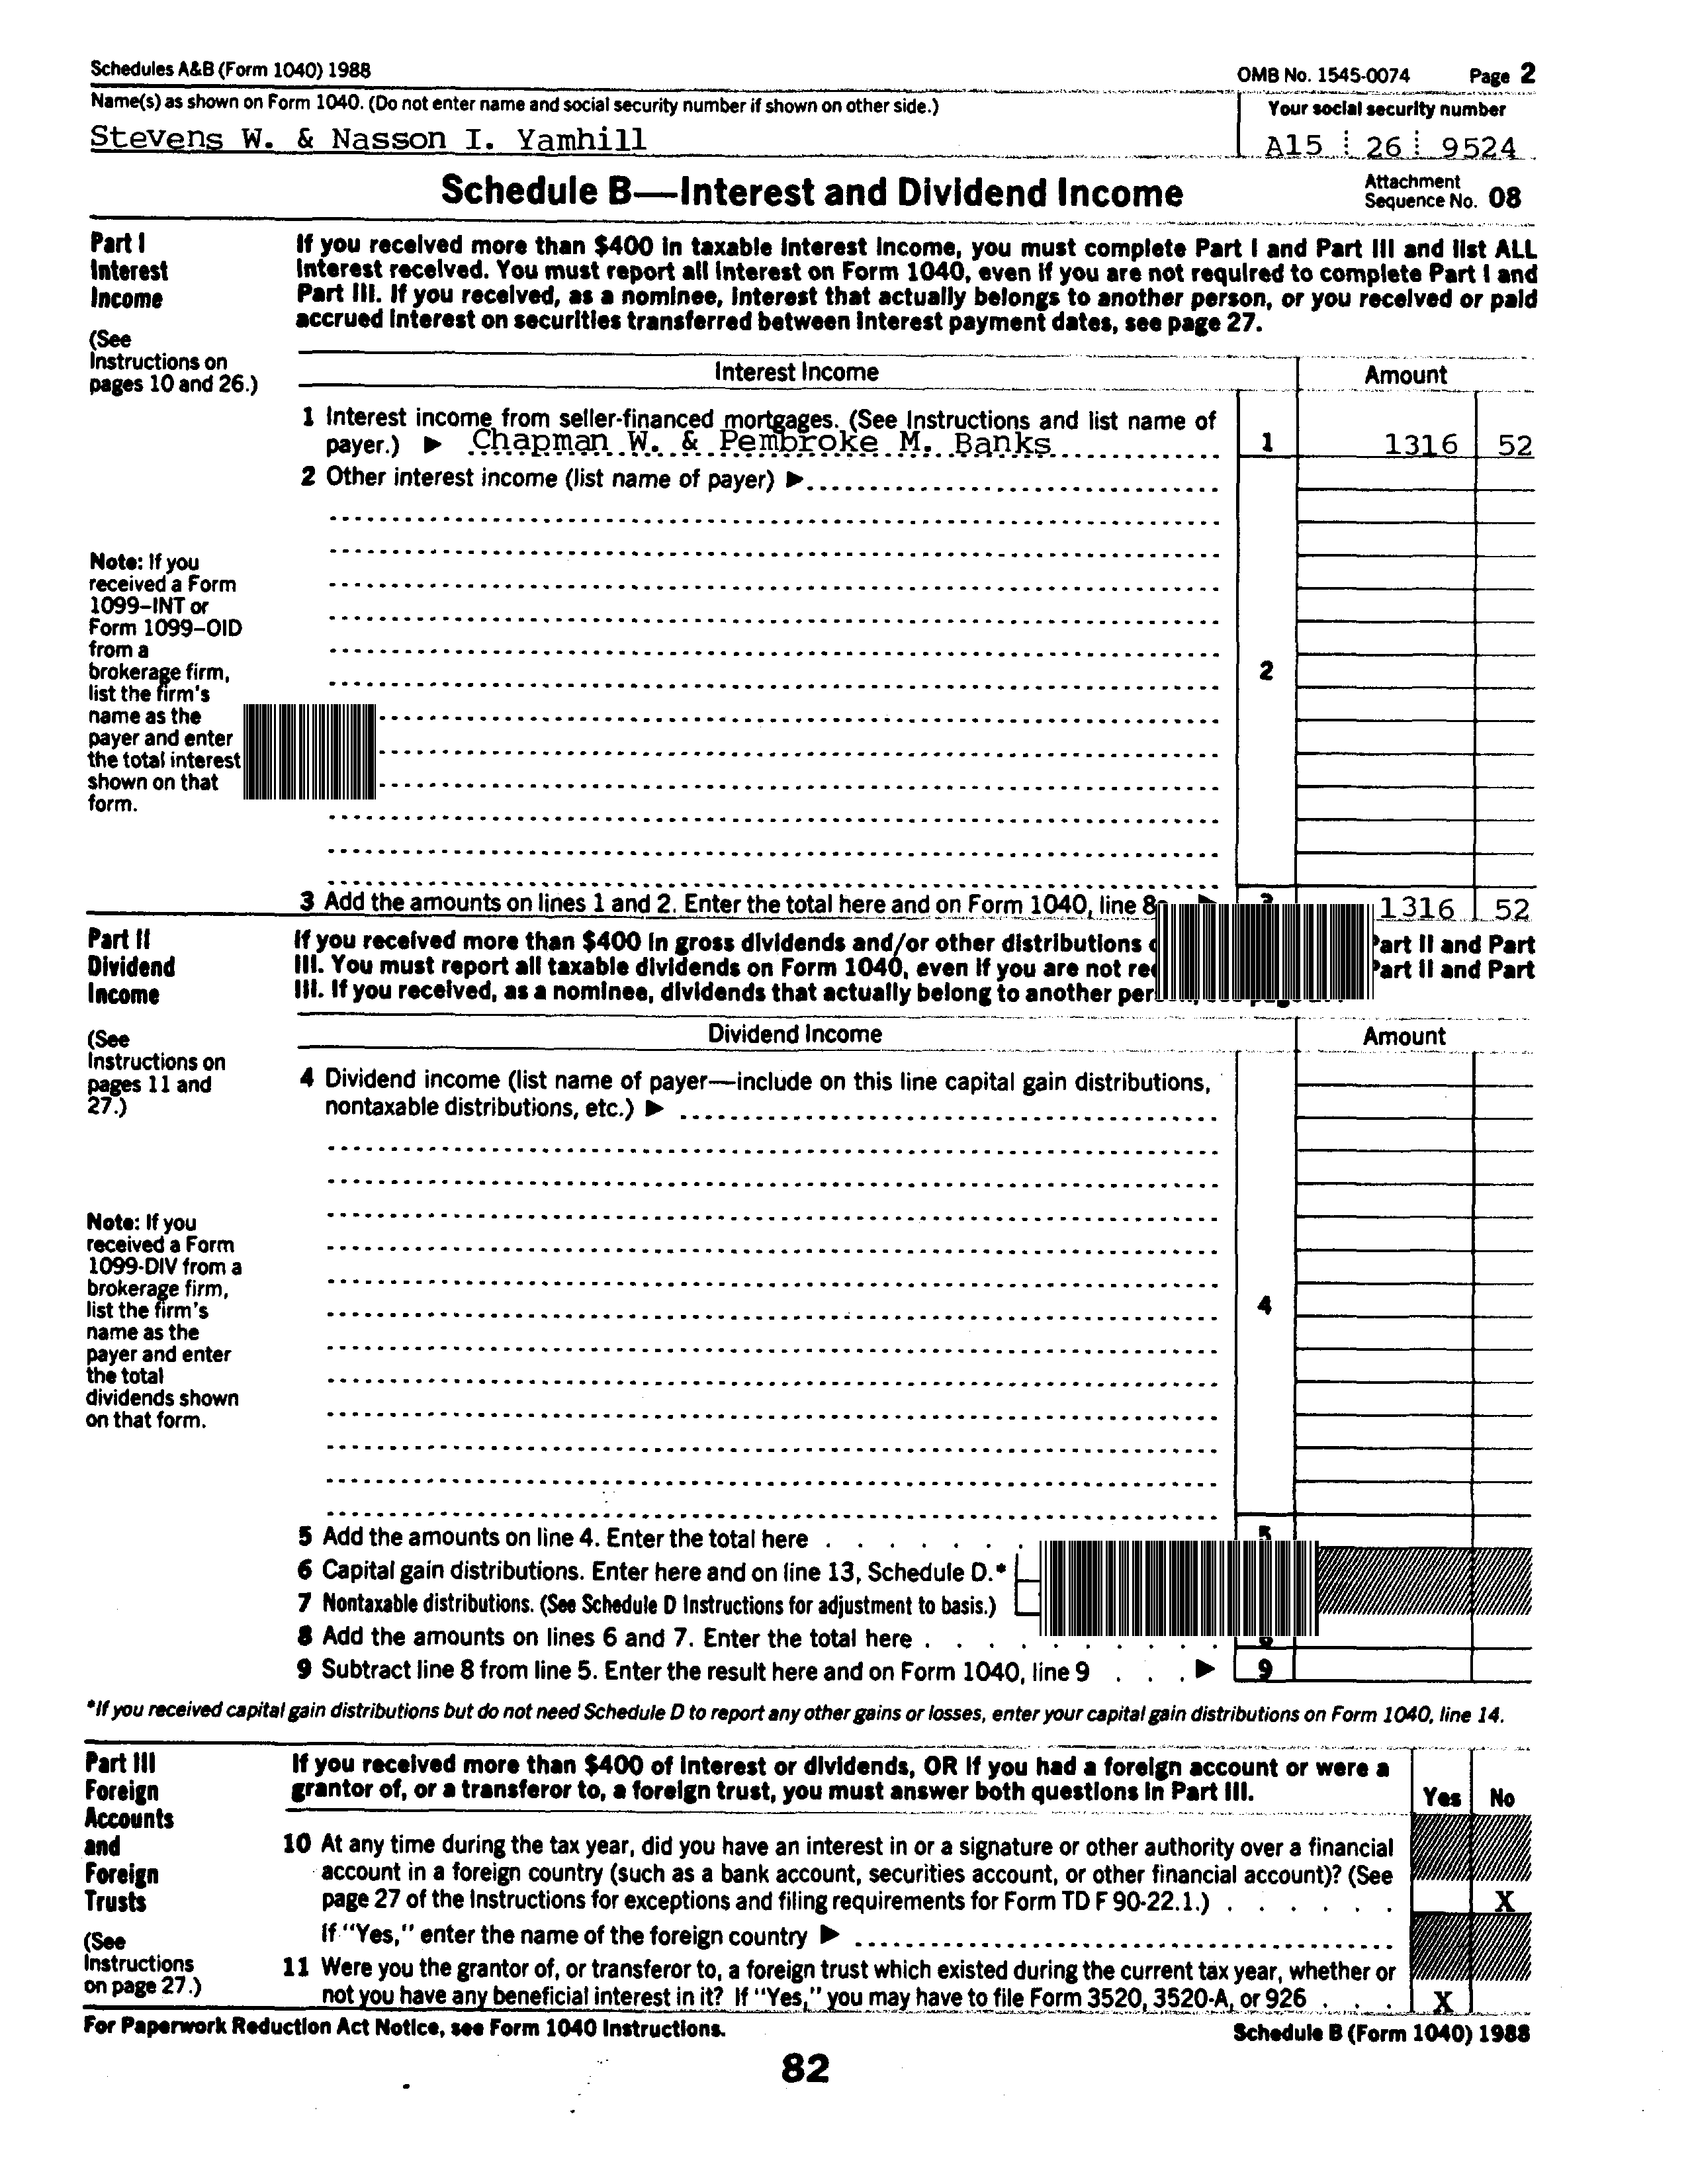 Schedules A&B (Form 1040) 1988 OMB No. 1545-0074 Page 2
Name(s) as shown on Form 1040. (Do not enter name and social security number if shown on other side.) Your social security number
Stevens W. & Nasson I. Yamhill A15 26 9524
Schedule B—Interest and Dividend Income Attachment Sequence No. 08
Part I
Interest
Income
(See
Instructions on
pages 10 and 26.)
If you received more than $400 in taxable interest income, you must complete Part I and Part III and list ALL
interest received. You must report all interest on Form 1040, even if you are not required to complete Part I and
Part III. If you received, as a nominee, interest that actually belongs to another person, or you received or paid
accrued interest on securities transferred between interest payment dates, see page 27.
Interest Income Amount
1 Interest income from seller-financed mortgages. (See Instructions and list name of
payer.) ▶ Chapman W. & Pembroke M. Banks 1 1316 52
2 Other interest income (list name of payer) ▶
Note: If you
received a Form
1099–INT or
Form 1099–OID
from a
brokerage firm,
list the firm's
name as the
payer and enter
the total interest
shown on that
form.
2
3 Add the amounts on lines 1 and 2. Enter the total here and on Form 1040, line 1316 52
Part II
Dividend
Income
(See
Instructions on
pages 11 and
27.)
If you received more than $400 in gross dividends and/or other distributions Part II and Part
III. You must report all taxable dividends on Form 1040, even if you are not Part II and Part
III. If you received, as a nominee, dividends that actually belong to another
Dividend Income Amount
4 Dividend income (list name of payer—include on this line capital gain distributions,
nontaxable distributions, etc.) ▶
Note: If you
received a Form
1099-DIV from a
brokerage firm,
list the firm's
name as the
payer and enter
the total
dividends shown
on that form.
4
5 Add the amounts on line 4. Enter the total here . . . . . . . 5
6 Capital gain distributions. Enter here and on line 13, Schedule D.*
7 Nontaxable distributions. (See Schedule D Instructions for adjustment to basis.)
8 Add the amounts on lines 6 and 7. Enter the total here . . . . . . . . . .
9 Subtract line 8 from line 5. Enter the result here and on Form 1040, line 9 . . . ▶ 9
*If you received capital gain distributions but do not need Schedule D to report any other gains or losses, enter your capital gain distributions on Form 1040, line 14.
Part III
Foreign
Accounts
and
Foreign
Trusts
(See
Instructions
on page 27.)
If you received more than $400 of interest or dividends, OR if you had a foreign account or were a
grantor of, or a transferor to, a foreign trust, you must answer both questions in Part III. Yes No
10 At any time during the tax year, did you have an interest in or a signature or other authority over a financial
account in a foreign country (such as a bank account, securities account, or other financial account)? (See
page 27 of the Instructions for exceptions and filing requirements for Form TD F 90-22.1.) . . . . . . X
If "Yes," enter the name of the foreign country ▶
11 Were you the grantor of, or transferor to, a foreign trust which existed during the current tax year, whether or
not you have any beneficial interest in it? If "Yes," you may have to file Form 3520, 3520-A, or 926 . . . X
For Paperwork Reduction Act Notice, see Form 1040 Instructions. Schedule B (Form 1040) 1988
82